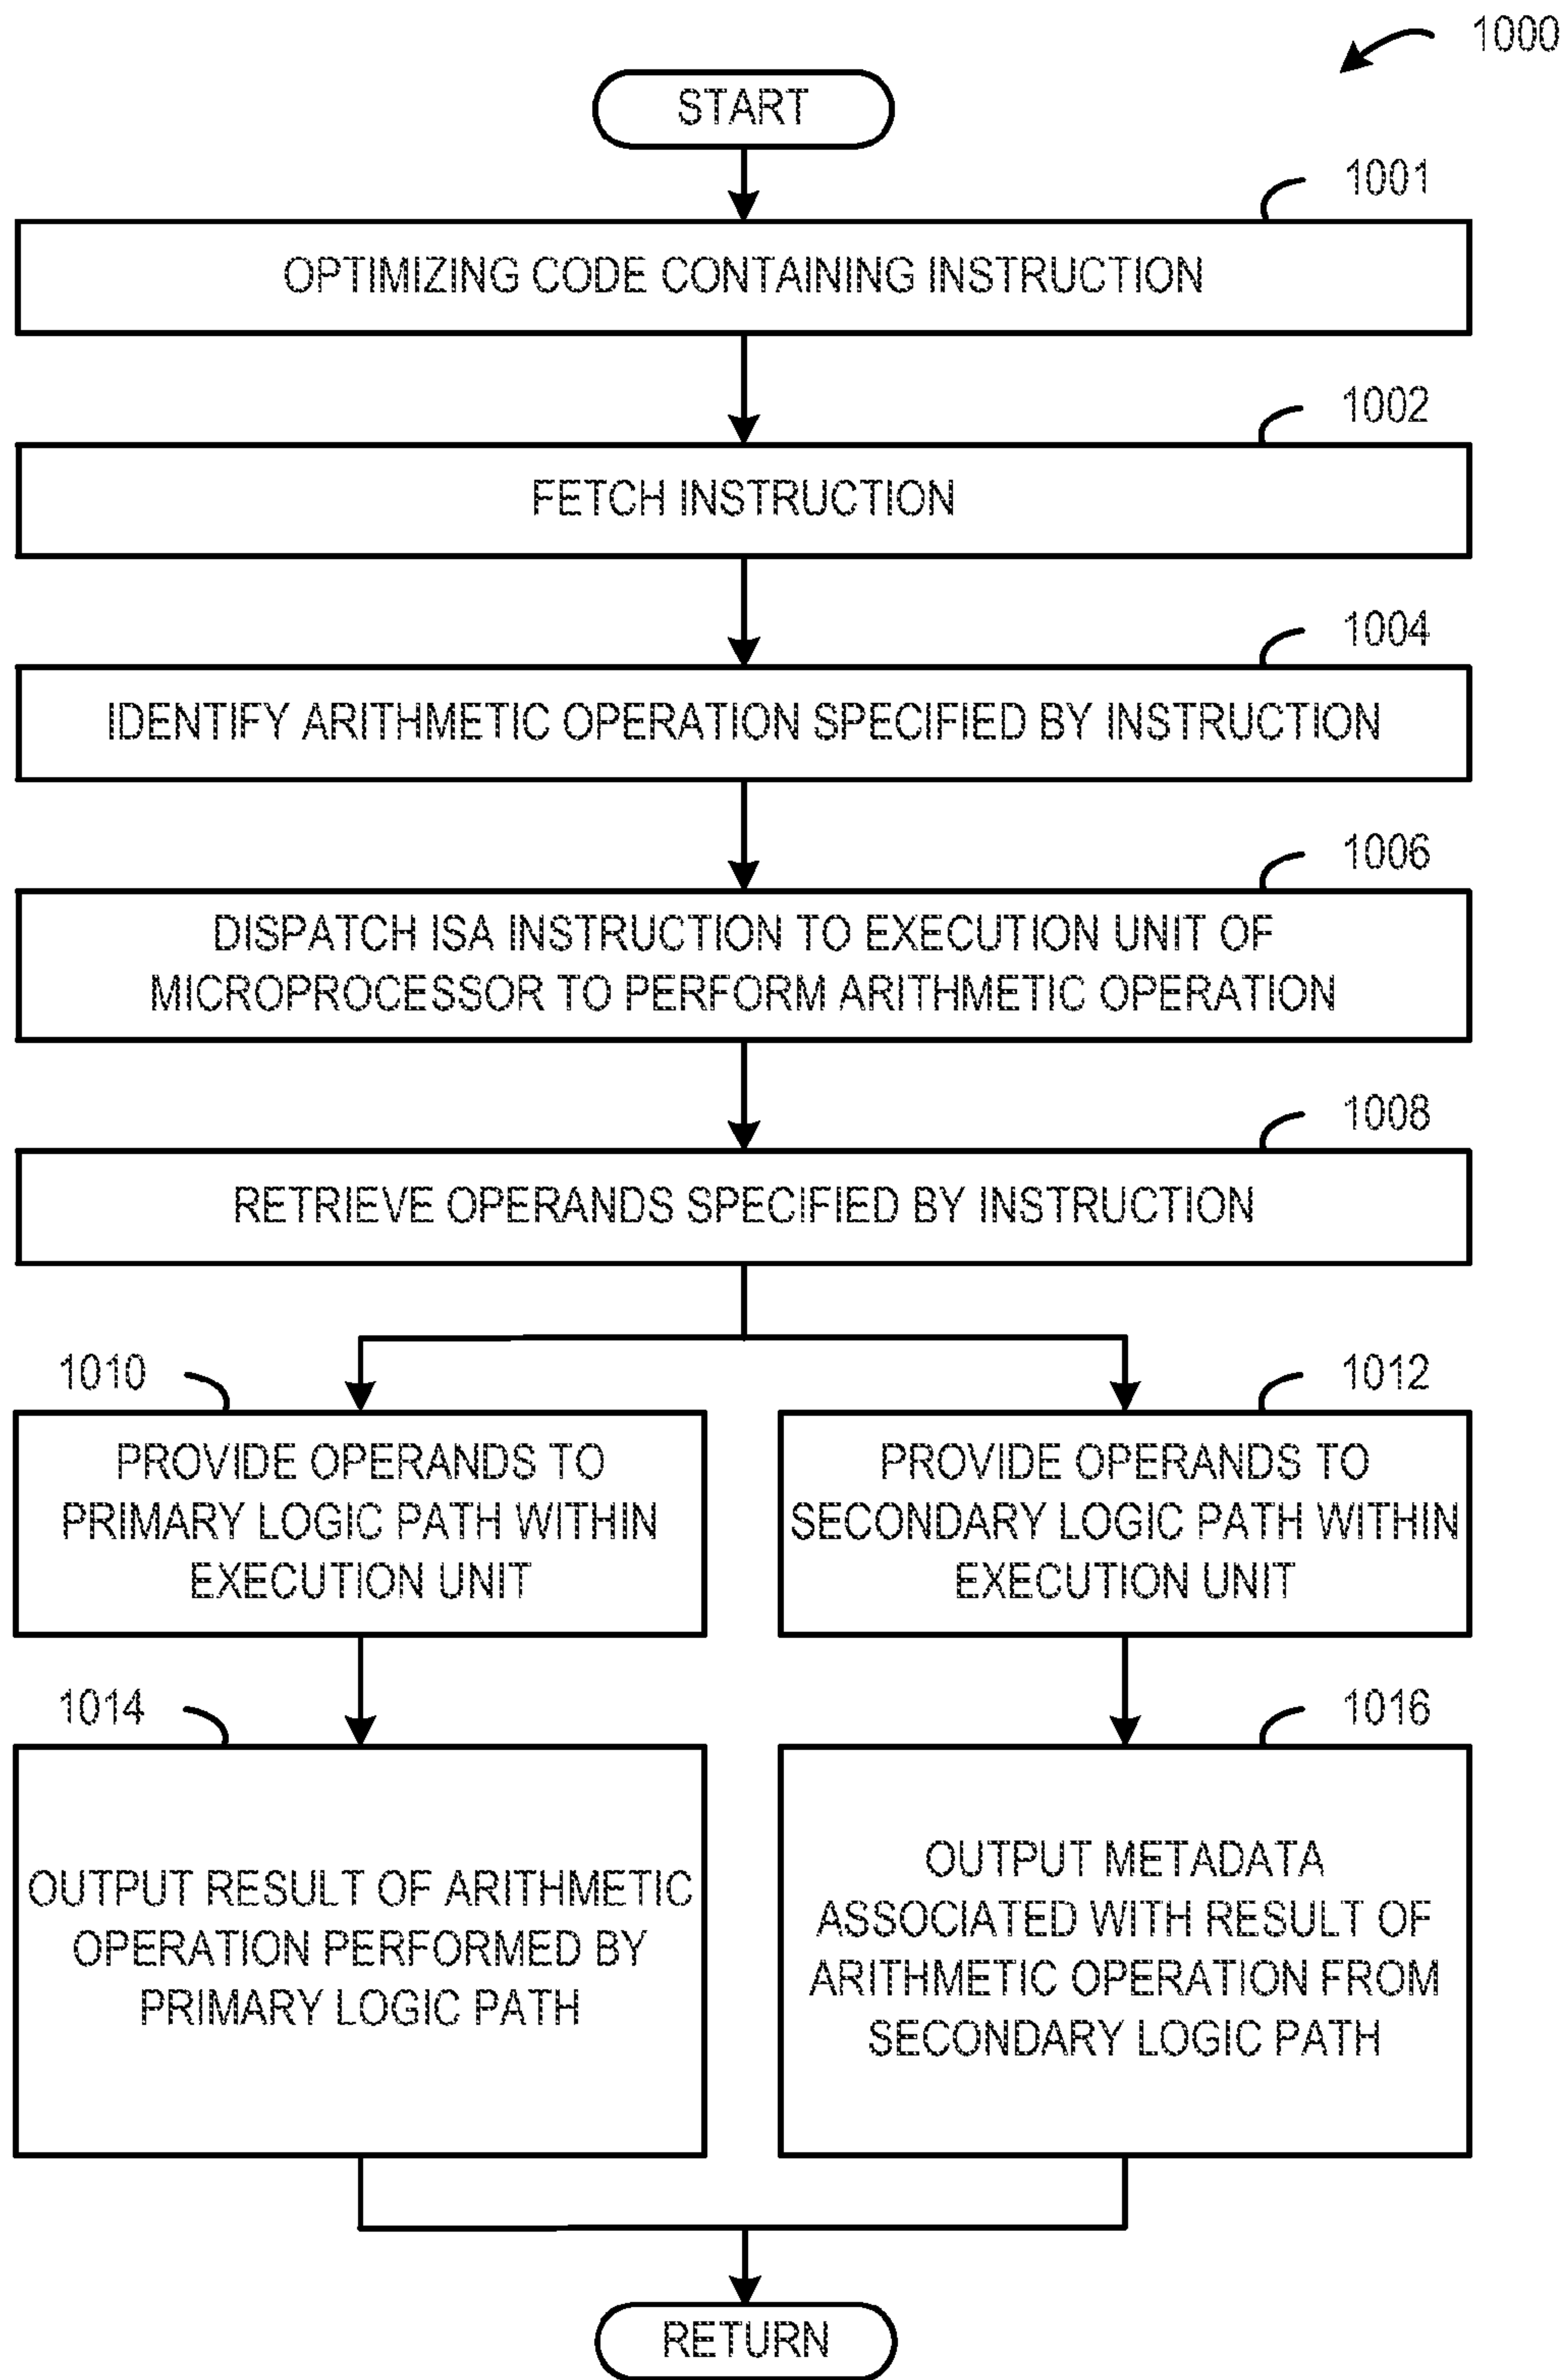 1000
START
1001
OPTIMIZING CODE CONTAINING INSTRUCTION
1002
FETCH INSTRUCTION
1004
IDENTIFY ARITHMETIC OPERATION SPECIFIED BY INSTRUCTION
1006
DISPATCH ISA INSTRUCTION TO EXECUTION UNIT OF
MICROPROCESSOR TO PERFORM ARITHMETIC OPERATION
1008
RETRIEVE OPERANDS SPECIFIED BY INSTRUCTION
1010
PROVIDE OPERANDS TO
PRIMARY LOGIC PATH WITHIN
EXECUTION UNIT
1012
PROVIDE OPERANDS TO
SECONDARY LOGIC PATH WITHIN
EXECUTION UNIT
1014
OUTPUT RESULT OF ARITHMETIC
OPERATION PERFORMED BY
PRIMARY LOGIC PATH
1016
OUTPUT METADATA
ASSOCIATED WITH RESULT OF
ARITHMETIC OPERATION FROM
SECONDARY LOGIC PATH
RETURN